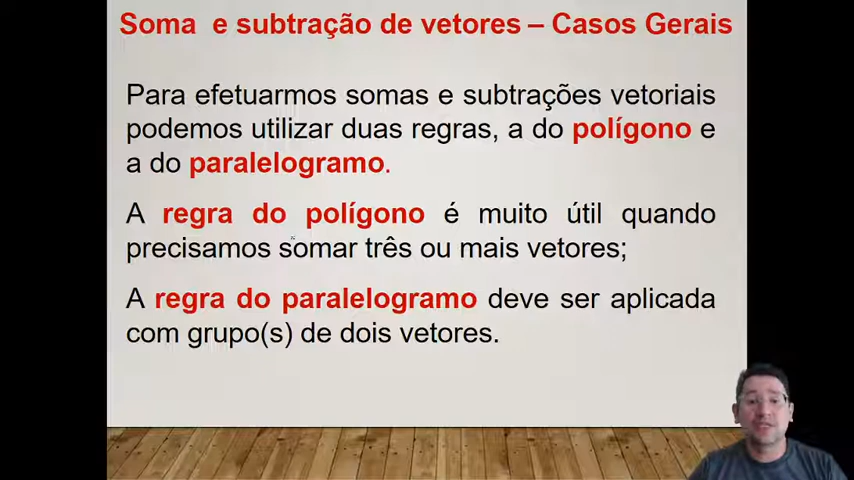 Soma e subtração de vetores – Casos Gerais
Para efetuarmos somas e subtrações vetoriais
podemos utilizar duas regras, a do polígono e
a do paralelogramo.
A regra do polígono é muito útil quando
precisamos somar três ou mais vetores;
A regra do paralelogramo deve ser aplicada
com grupo(s) de dois vetores.